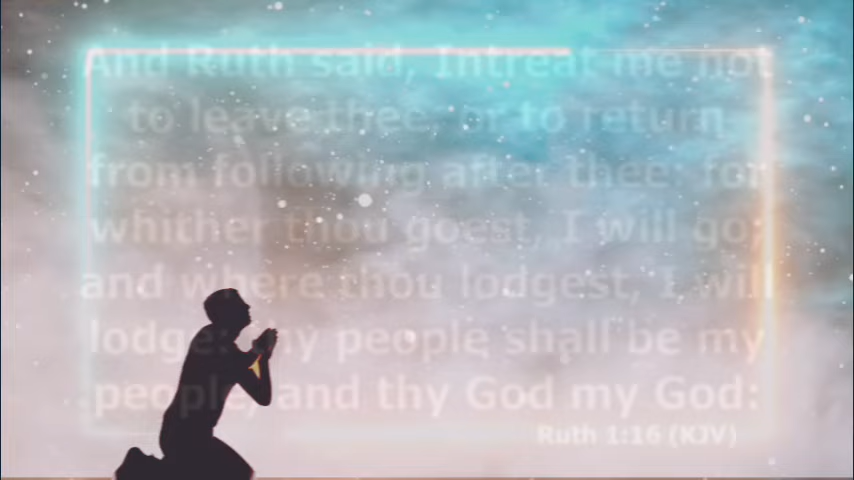 And Ruth said, Intreat me not
to leave thee, or to return
from following after thee: for
whither thou goest, I will go;
and where thou lodgest, I will
lodge: my people shall be my
people, and thy God my God:
Ruth 1:16 (KJV)